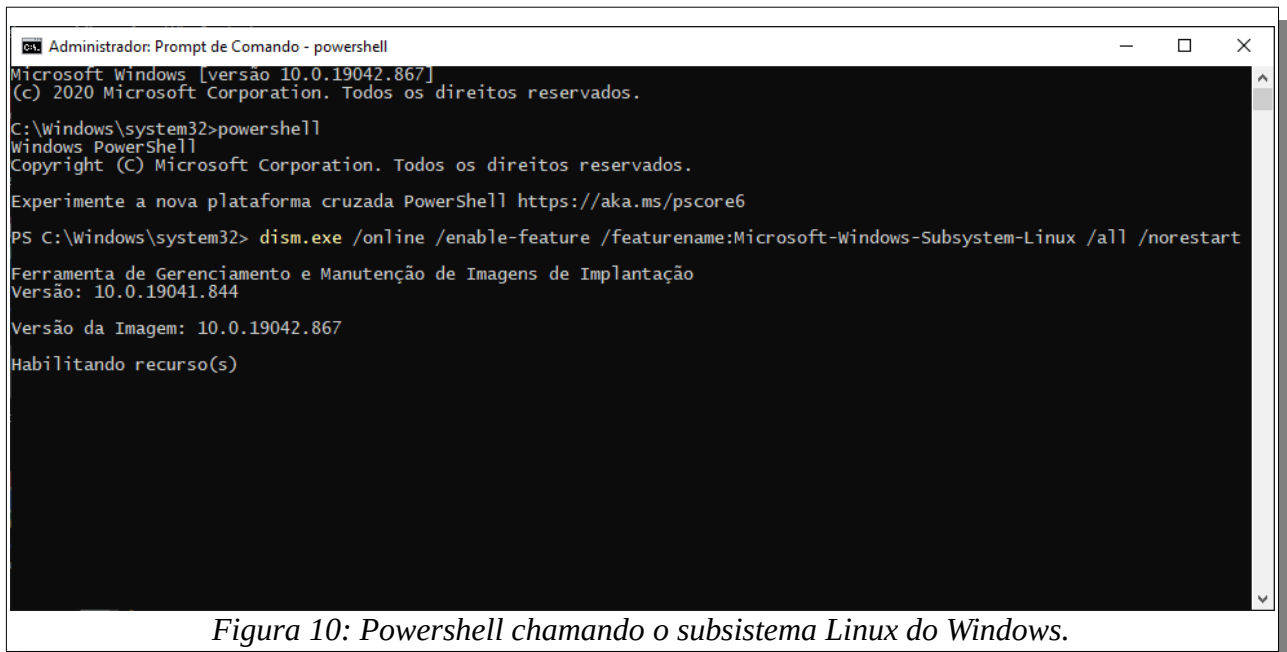 Administrador: Prompt de Comando - powershell
Microsoft Windows [versão 10.0.19042.867]
(c) 2020 Microsoft Corporation. Todos os direitos reservados.
C:\Windows\system32>powershell
Windows PowerShell
Copyright (C) Microsoft Corporation. Todos os direitos reservados.
Experimente a nova plataforma cruzada PowerShell https://aka.ms/pscore6
PS C:\Windows\system32> dism.exe /online /enable-feature /featurename:Microsoft-Windows-Subsystem-Linux /all /norestart
Ferramenta de Gerenciamento e Manutenção de Imagens de Implantação
Versão: 10.0.19041.844
Versão da Imagem: 10.0.19042.867
Habilitando recurso(s)
Figura 10: Powershell chamando o subsistema Linux do Windows.